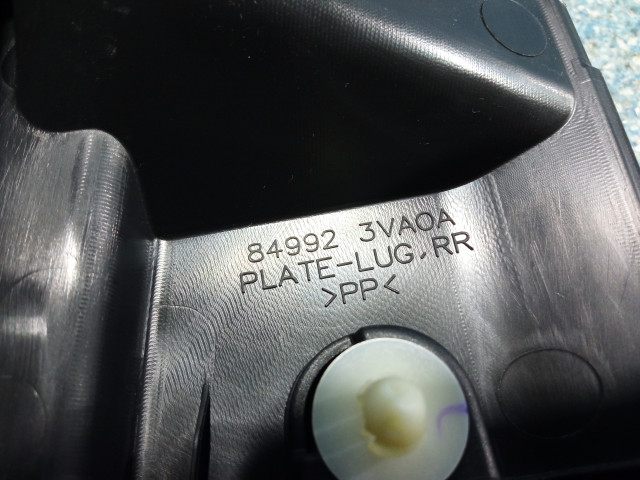 84992 3VA0A
PLATE-LUG,RR
>PP<